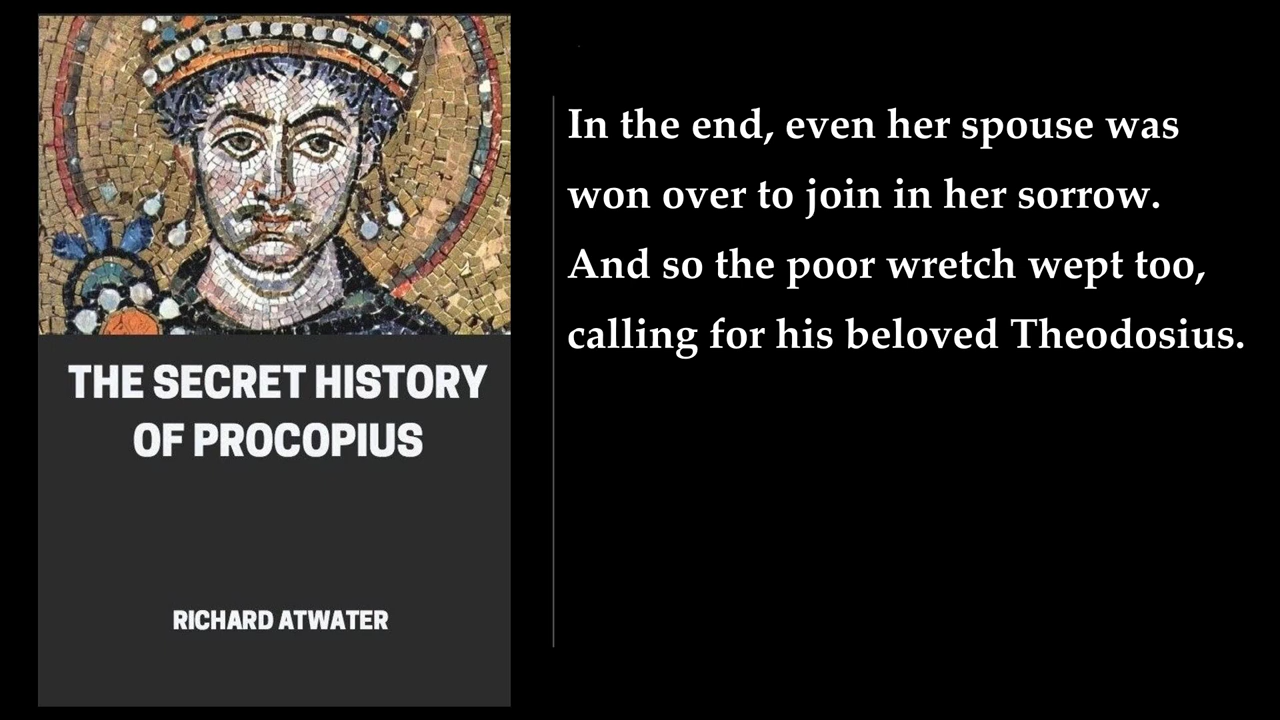 THE SECRET HISTORY
OF PROCOPIUS
RICHARD ATWATER
In the end, even her spouse was
won over to join in her sorrow.
And so the poor wretch wept too,
calling for his beloved Theodosius.